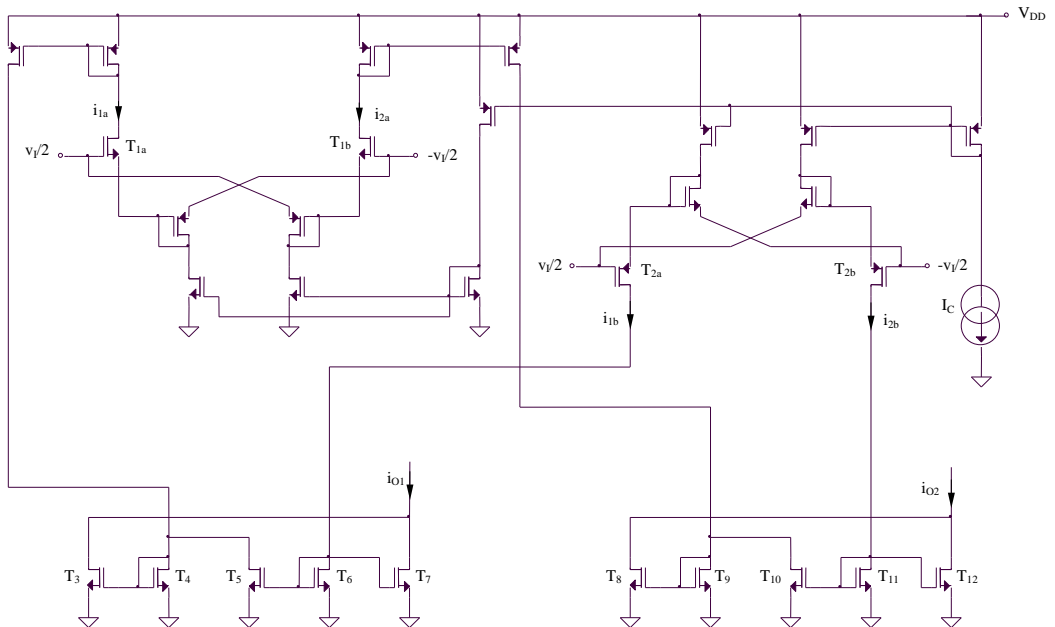 V_DD
i_1a
i_2a
v_I/2
T_1a
T_1b
-v_I/2
v_I/2
T_2a
T_2b
-v_I/2
i_1b
i_2b
I_C
i_O1
i_O2
T_3
T_4
T_5
T_6
T_7
T_8
T_9
T_10
T_11
T_12